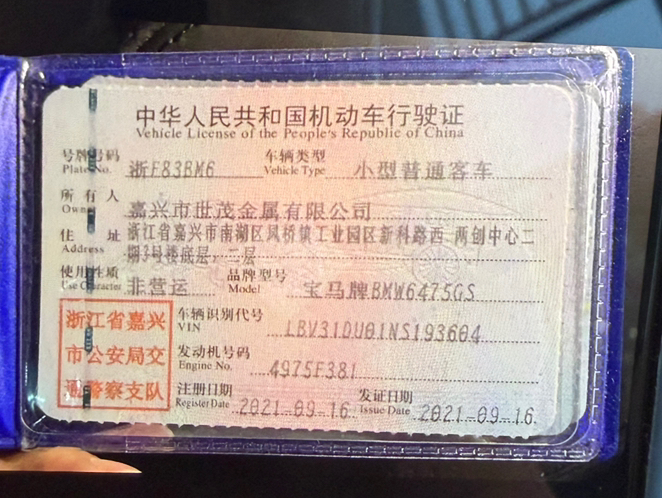 中华人民共和国机动车行驶证
Vehicle License of the People's Republic of China
号牌号码 浙F83BM6 车辆类型 小型普通客车
Plate No. Vehicle Type
所有人 嘉兴市世茂金属有限公司
Owner
住址 浙江省嘉兴市南湖区凤桥镇工业园区新科路西 两创中心二
Address 期3号楼底层,二层
使用性质 非营运 品牌型号 宝马牌BMW6475GS
Use Character Model
浙江省嘉兴
市公安局交
通警察支队
车辆识别代号 LBV31DU01NS193604
VIN
发动机号码 4975F381
Engine No.
注册日期 2021-09-16 发证日期 2021-09-16
Register Date Issue Date